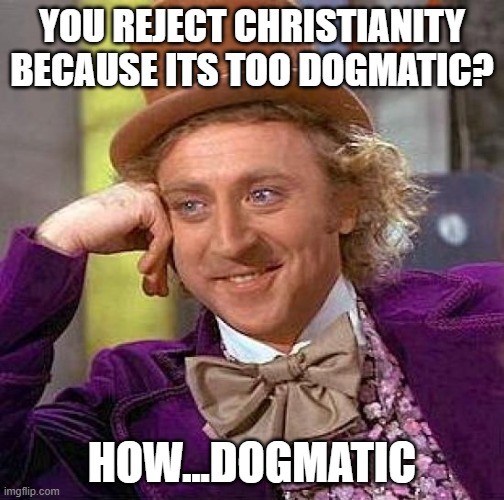 YOU REJECT CHRISTIANITY
BECAUSE ITS TOO DOGMATIC?
HOW...DOGMATIC
imgflip.com